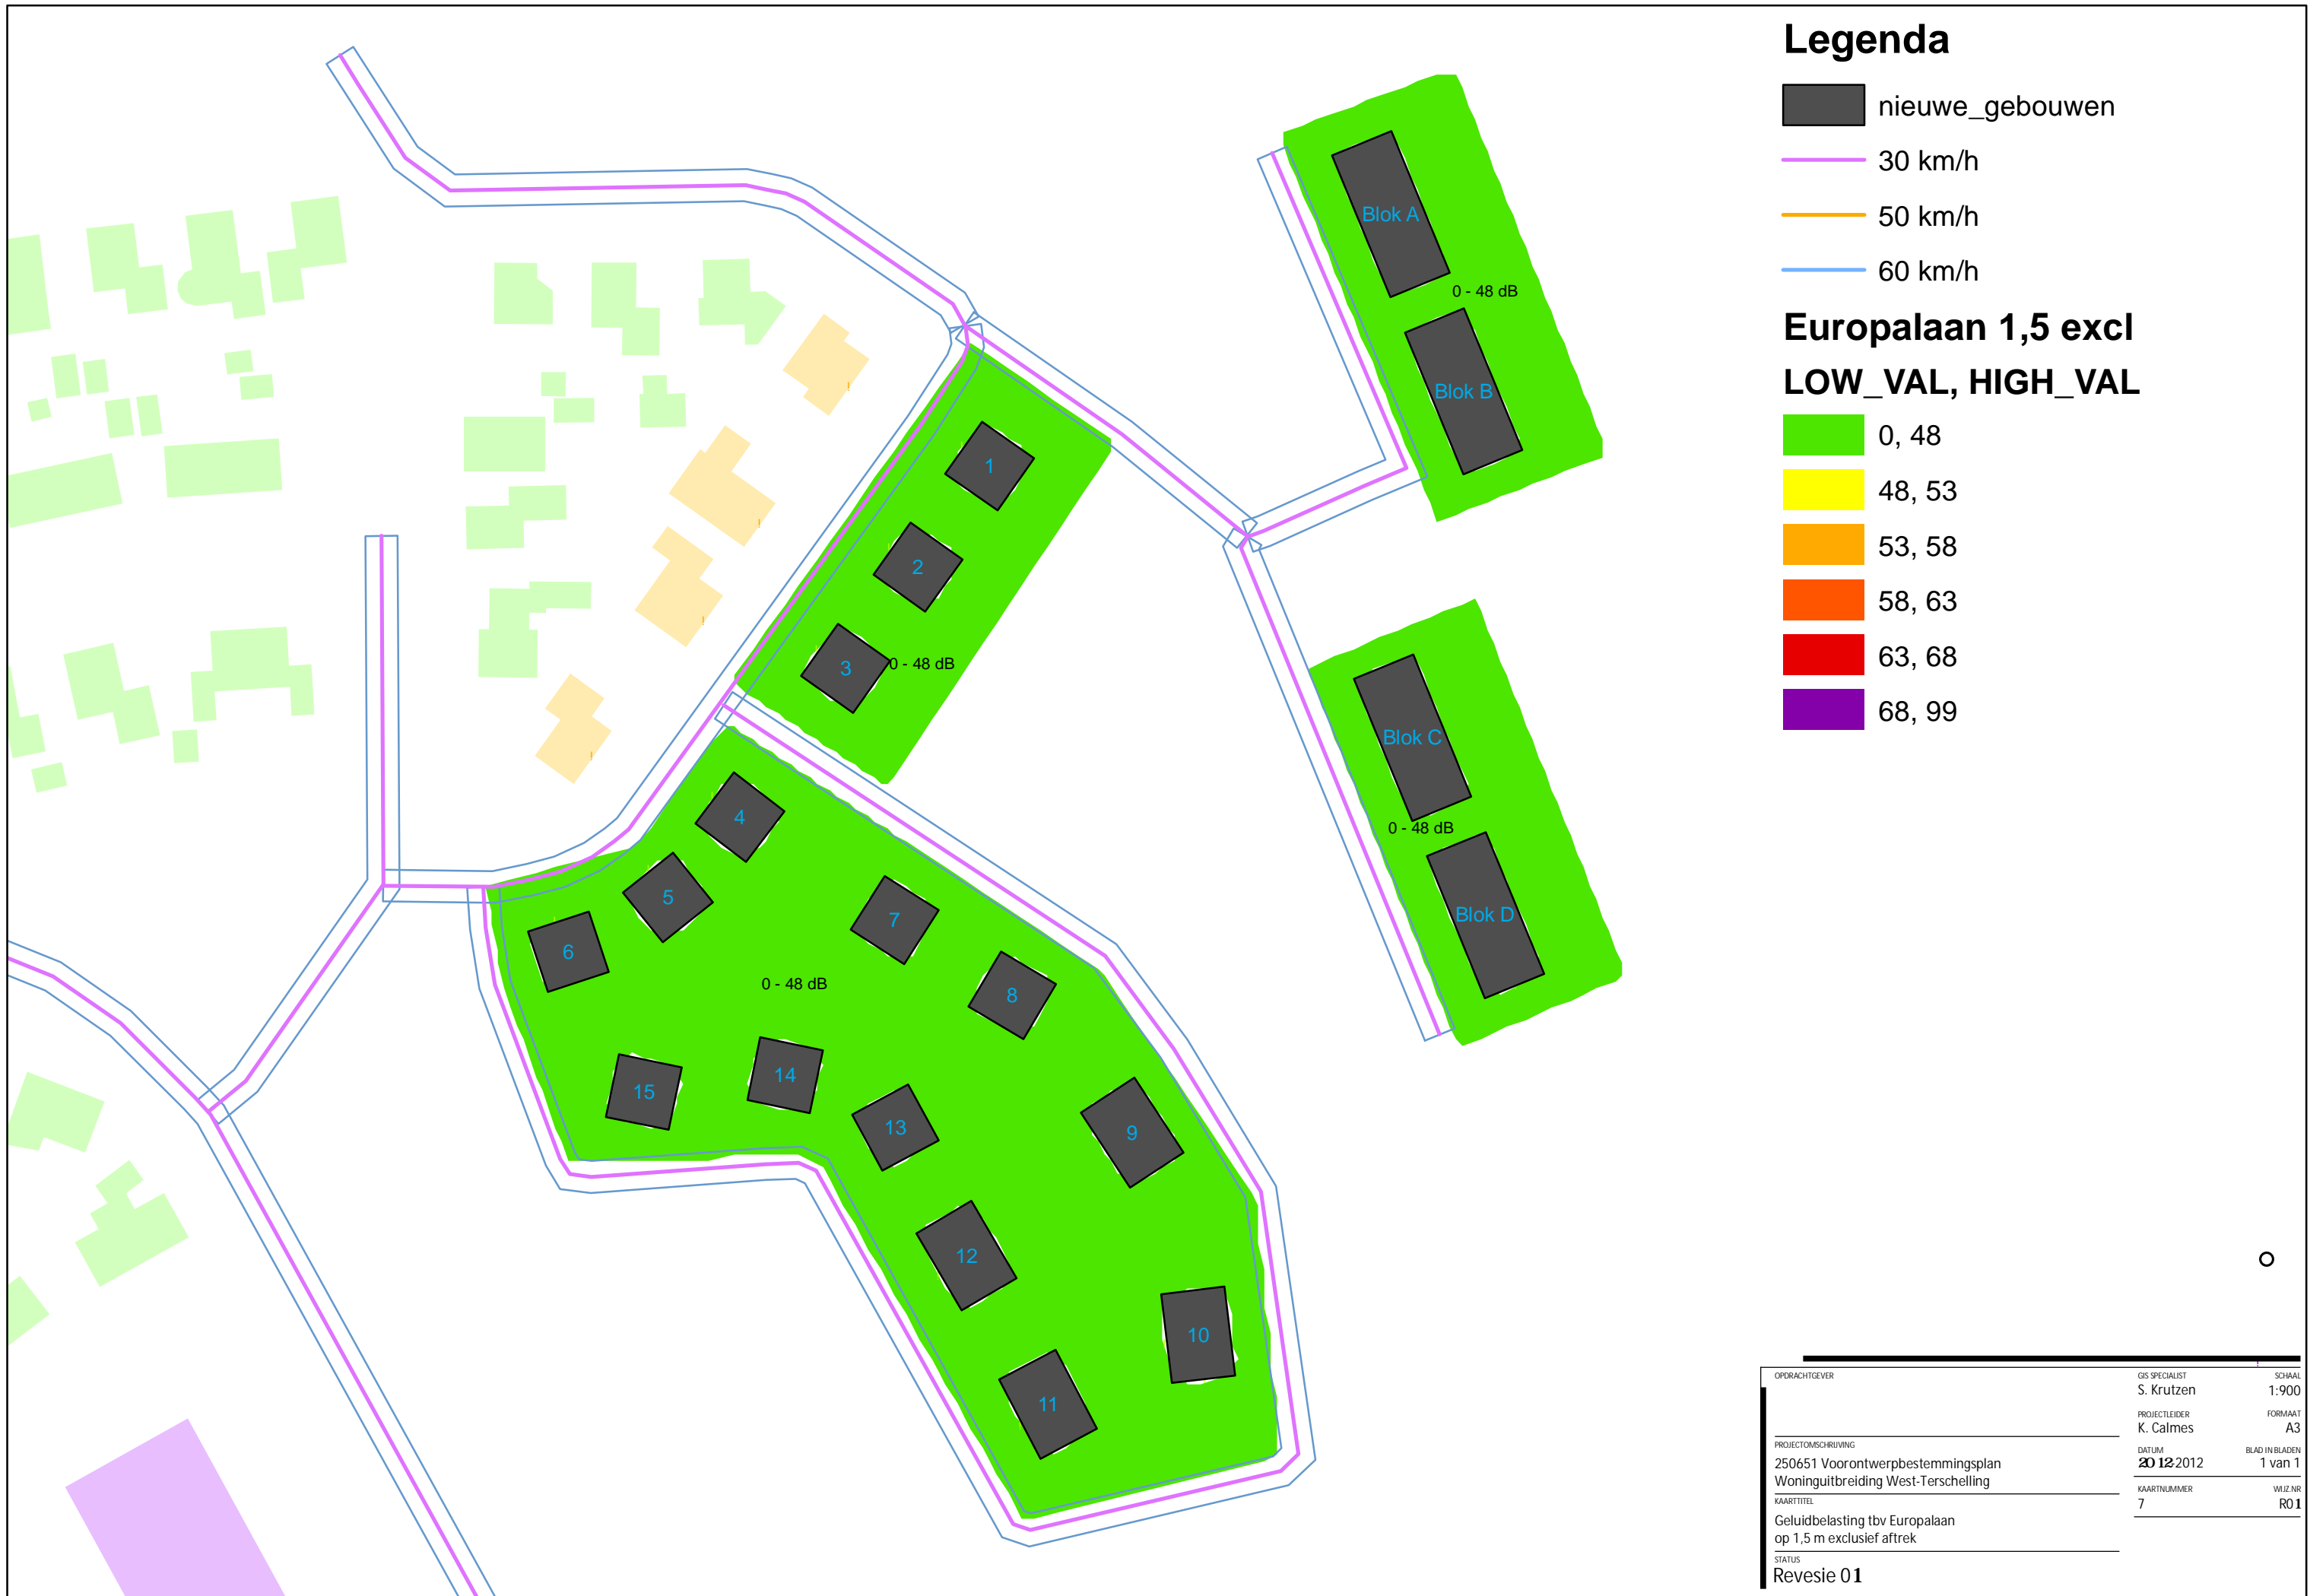 Legenda
nieuwe_gebouwen
30 km/h
50 km/h
60 km/h
Europalaan 1,5 excl
LOW_VAL, HIGH_VAL
0, 48
48, 53
53, 58
58, 63
63, 68
68, 99
Blok A
0 - 48 dB
Blok B
1
2
3
0 - 48 dB
Blok C
0 - 48 dB
Blok D
4
5
6
7
8
0 - 48 dB
9
10
11
12
13
14
15
OPDRACHTGEVER
GIS SPECIALIST SCHAAL
S. Krutzen 1:900
PROJECTLEIDER FORMAAT
K. Calmes A3
PROJECTOMSCHRIJVING
250651 Voorontwerpbestemmingsplan
Woninguitbreiding West-Terschelling
DATUM BLAD IN BLADEN
20 12-2012 1 van 1
KAARTNUMMER WIJZ.NR
7 R01
KAARTTITEL
Geluidbelasting tbv Europalaan
op 1,5 m exclusief aftrek
STATUS
Revesie 01